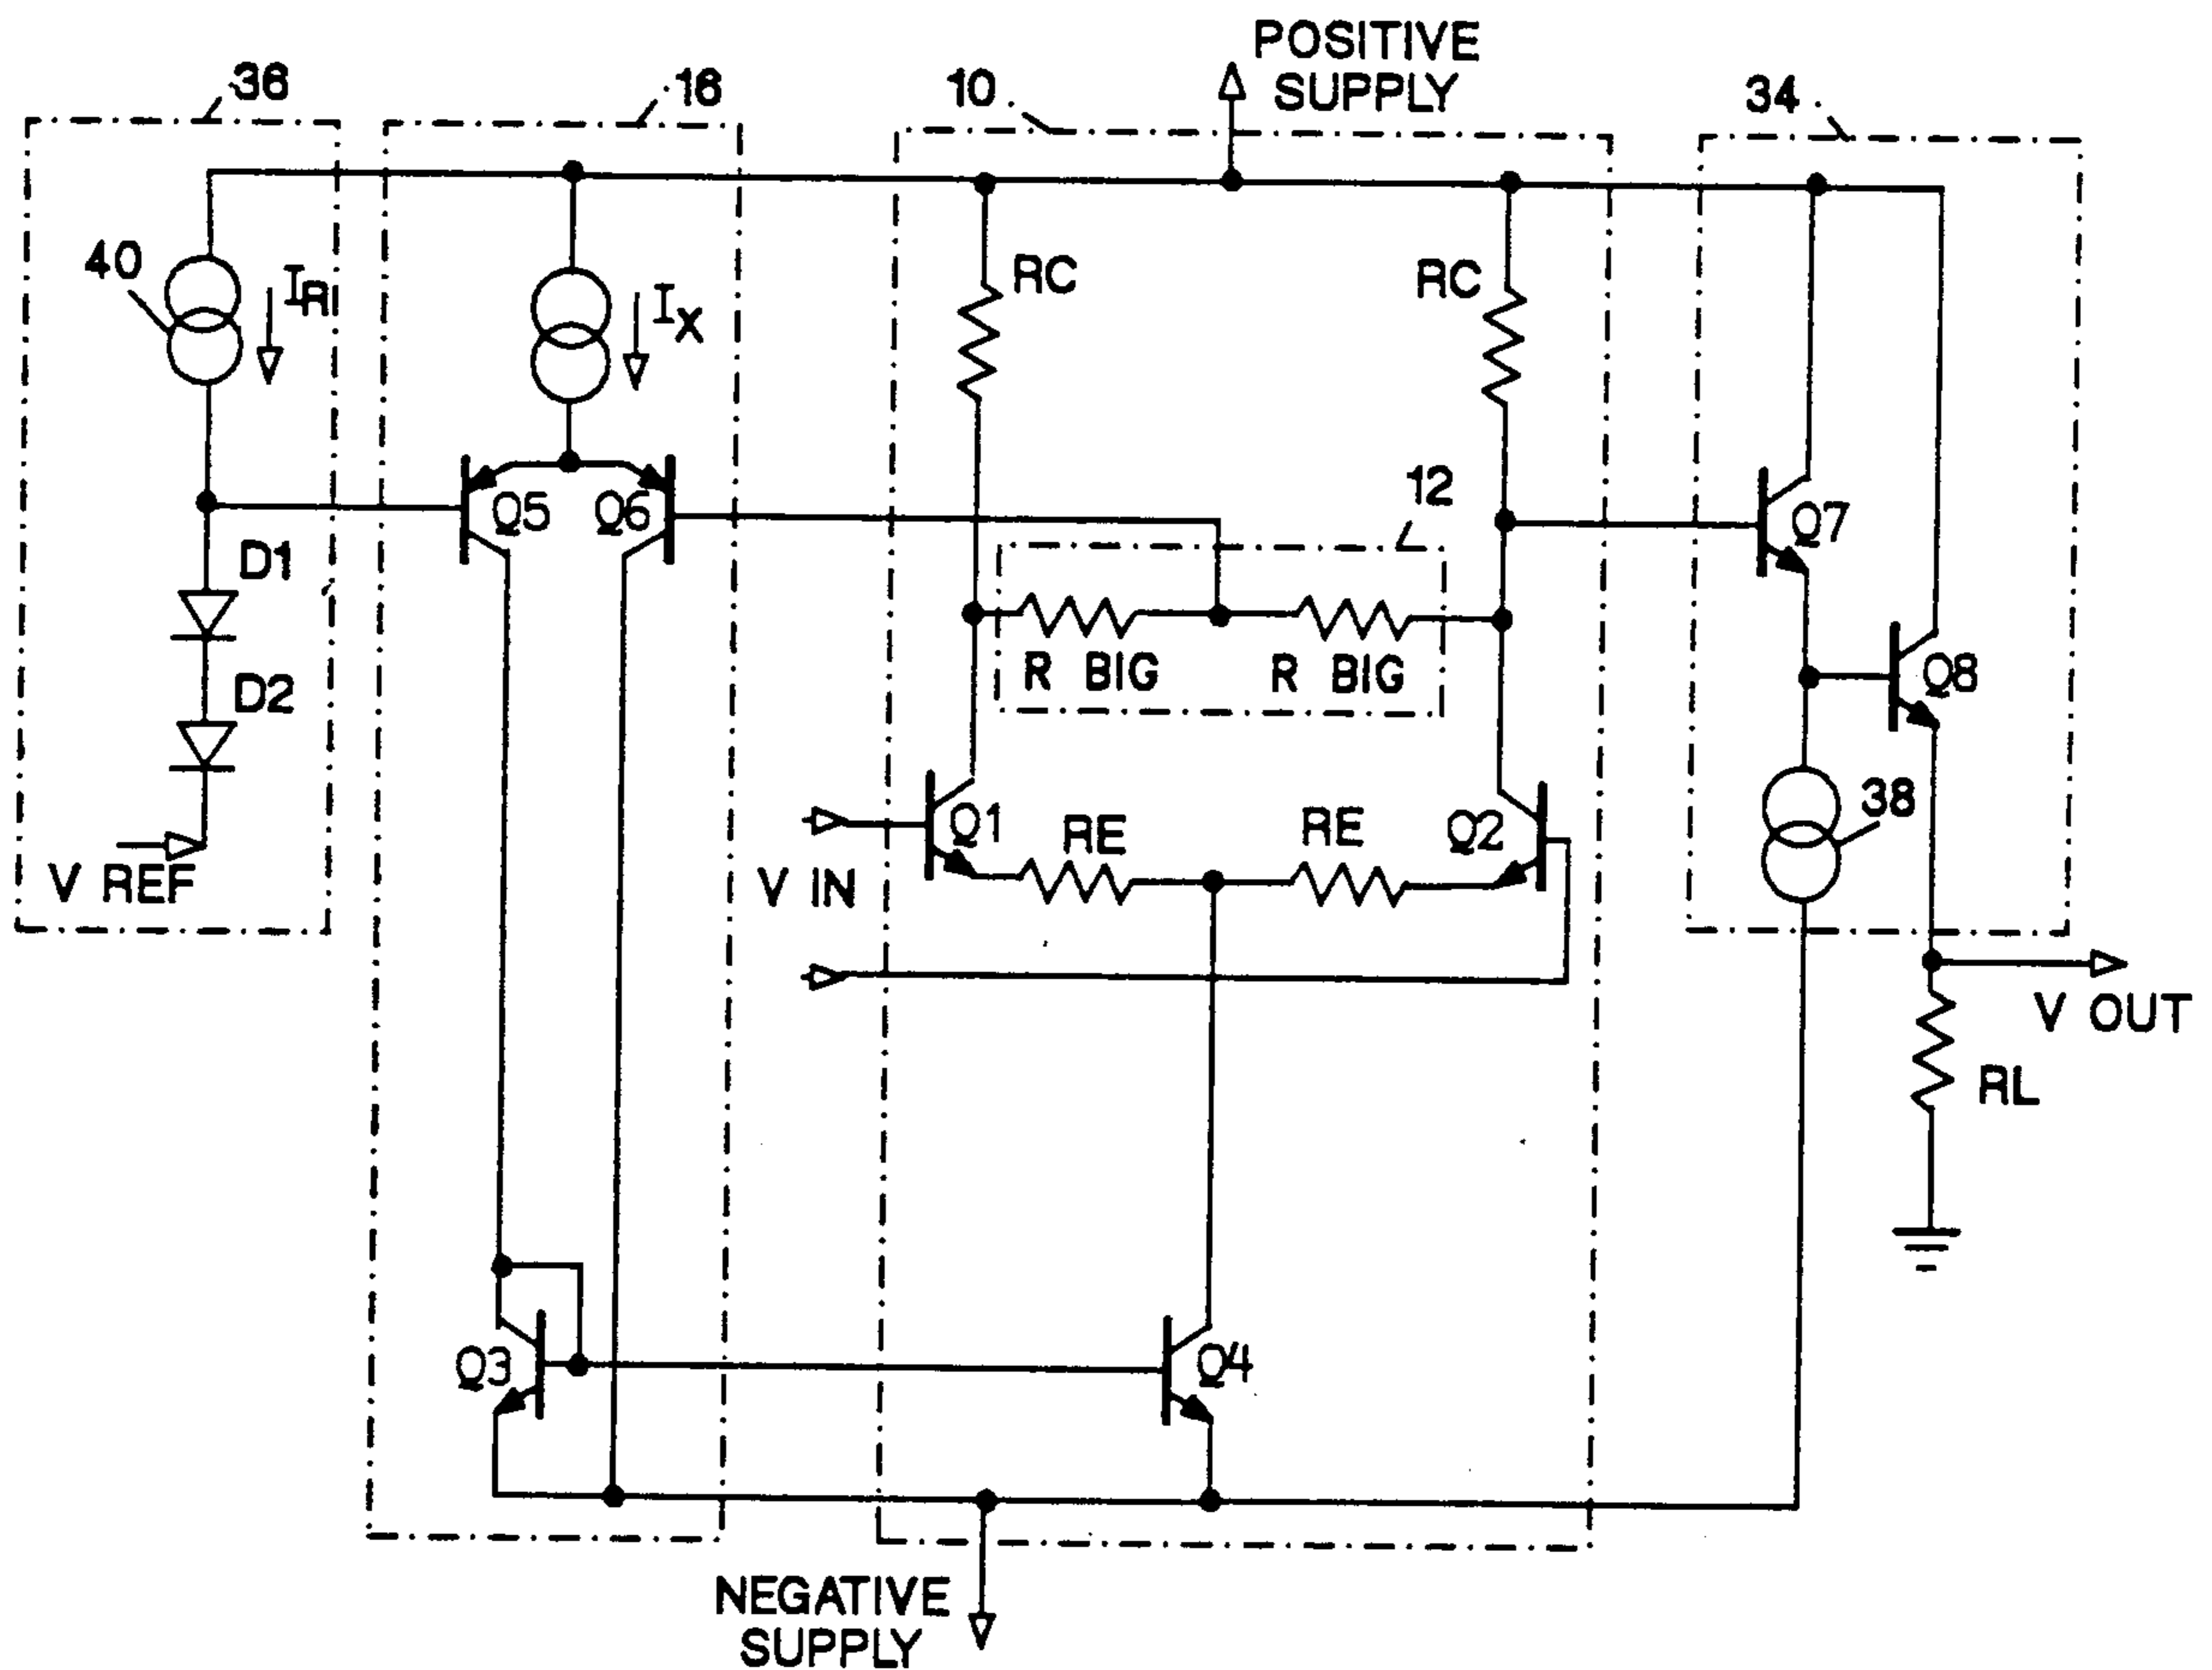 POSITIVE
SUPPLY
36
16
10
34
40
IR
IX
RC
RC
12
Q5
Q6
Q7
D1
R BIG
R BIG
Q8
D2
38
Q1
RE
RE
Q2
V REF
V IN
V OUT
RL
Q3
Q4
NEGATIVE
SUPPLY